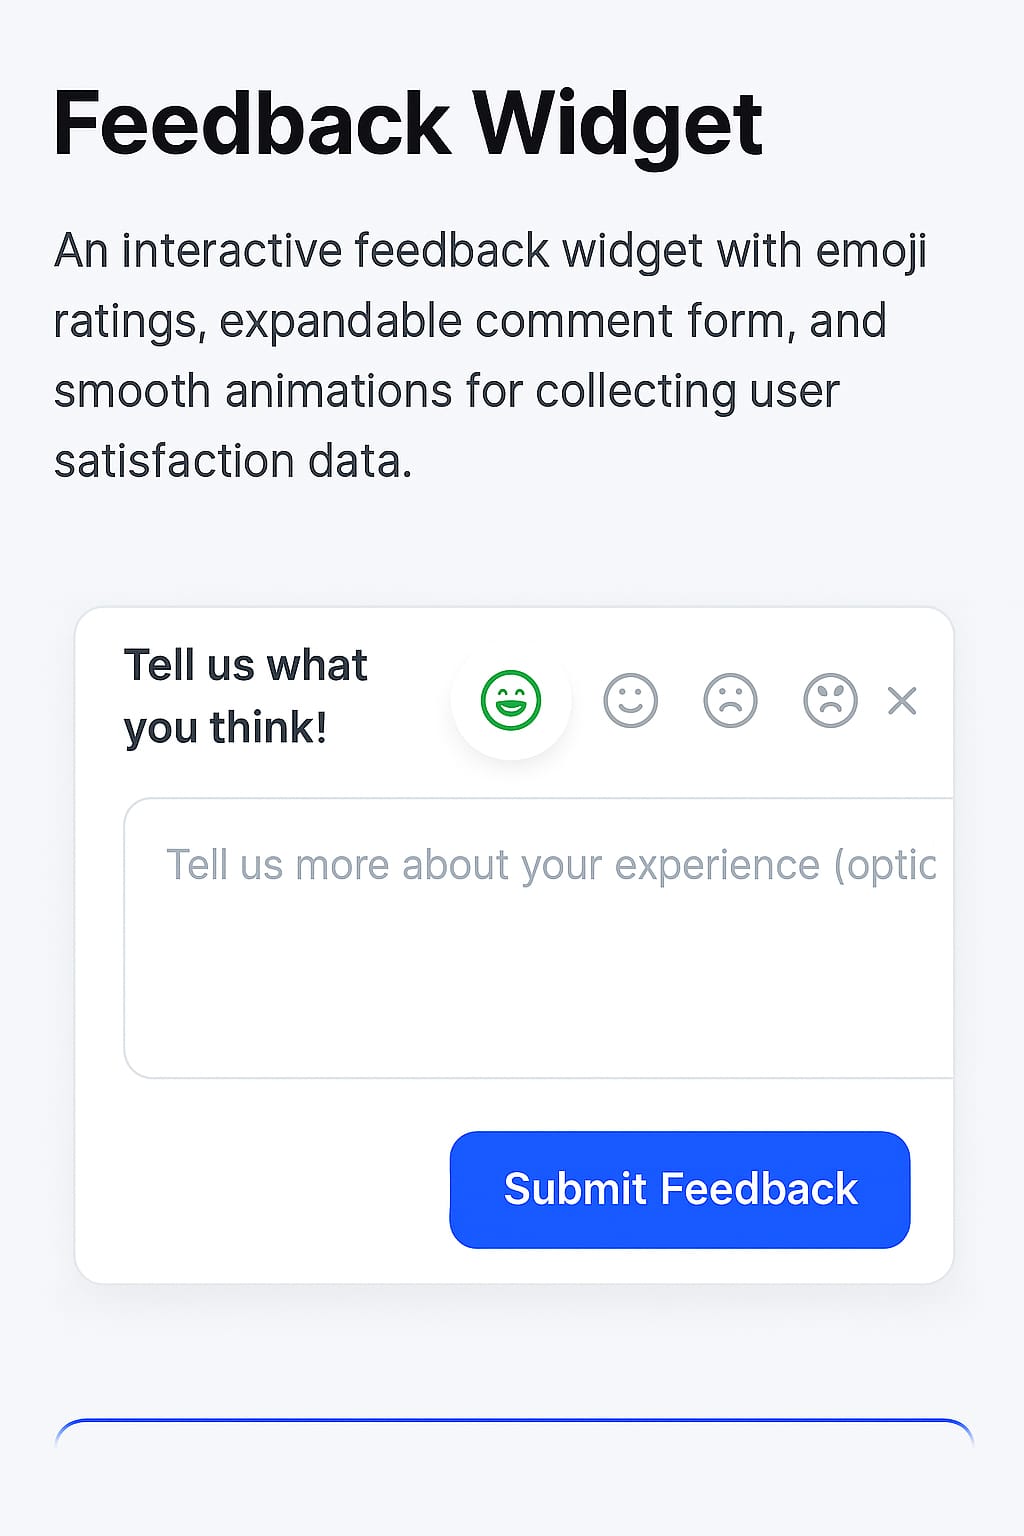 Feedback Widget
An interactive feedback widget with emoji
ratings, expandable comment form, and
smooth animations for collecting user
satisfaction data.
Tell us what
you think!
Tell us more about your experience (optic
Submit Feedback